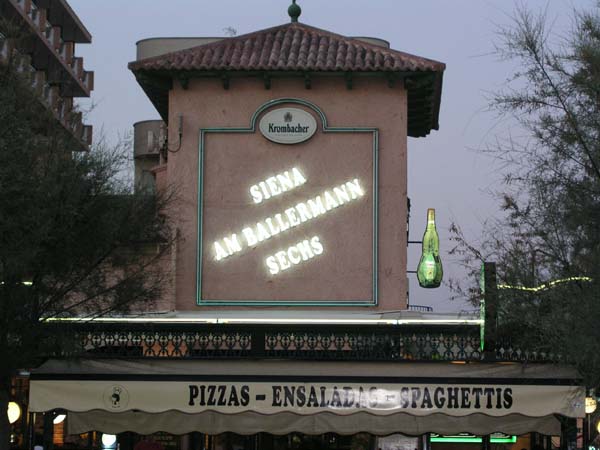 Krombacher
SIENA
AM BALLERMANN
SECHS
PIZZAS - ENSALADAS - SPAGHETTIS